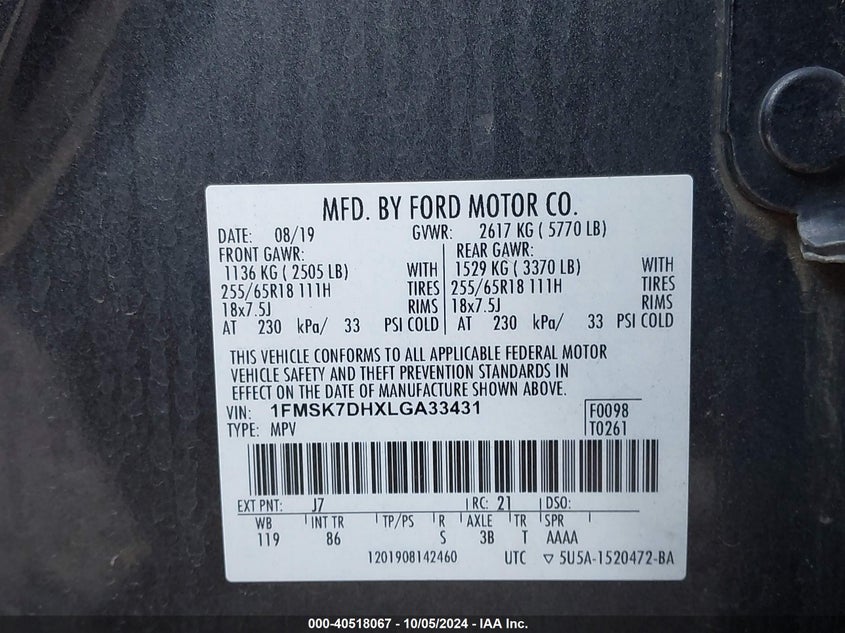 MFD. BY FORD MOTOR CO.
DATE: 08/19 GVWR: 2617 KG ( 5770 LB)
FRONT GAWR: REAR GAWR:
1136 KG ( 2505 LB) WITH 1529 KG ( 3370 LB) WITH
255/65R18 111H TIRES 255/65R18 111H TIRES
18x7.5J RIMS 18x7.5J RIMS
AT 230 kPa/ 33 PSI COLD AT 230 kPa/ 33 PSI COLD
THIS VEHICLE CONFORMS TO ALL APPLICABLE FEDERAL MOTOR
VEHICLE SAFETY AND THEFT PREVENTION STANDARDS IN
EFFECT ON THE DATE OF MANUFACTURE SHOWN ABOVE.
VIN: 1FMSK7DHXLGA33431 F0098
TYPE: MPV T0261
EXT PNT: J7 RC: 21 DSO:
WB INT TR TP/PS R AXLE TR SPR
119 86 S 3B T AAAA
1201908142460 UTC ▽ 5U5A-1520472-BA
000-40518067 - 10/05/2024 - IAA Inc.